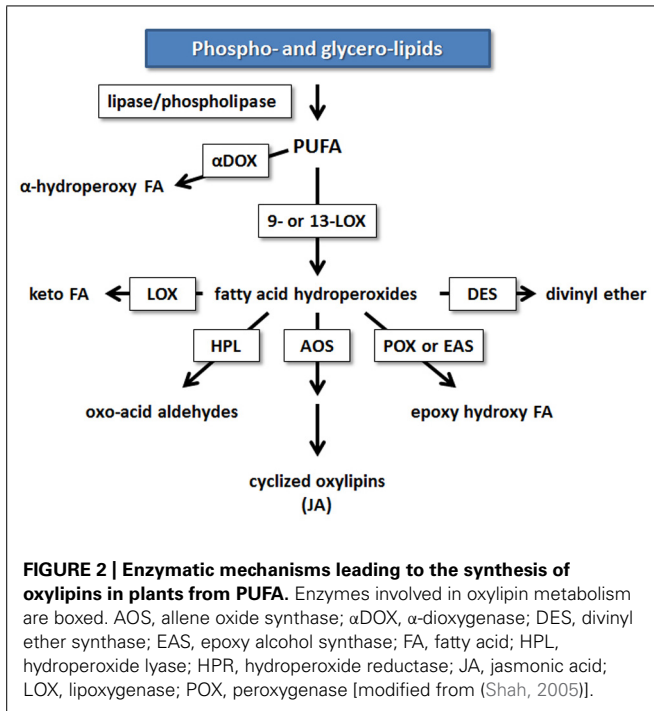 Phospho- and glycero-lipids
lipase/phospholipase
PUFA
αDOX
α-hydroperoxy FA
9- or 13-LOX
keto FA LOX fatty acid hydroperoxides DES divinyl ether
HPL AOS POX or EAS
oxo-acid aldehydes epoxy hydroxy FA
cyclized oxylipins
(JA)
FIGURE 2 | Enzymatic mechanisms leading to the synthesis of
oxylipins in plants from PUFA. Enzymes involved in oxylipin metabolism
are boxed. AOS, allene oxide synthase; αDOX, α-dioxygenase; DES, divinyl
ether synthase; EAS, epoxy alcohol synthase; FA, fatty acid; HPL,
hydroperoxide lyase; HPR, hydroperoxide reductase; JA, jasmonic acid;
LOX, lipoxygenase; POX, peroxygenase [modified from (Shah, 2005)].